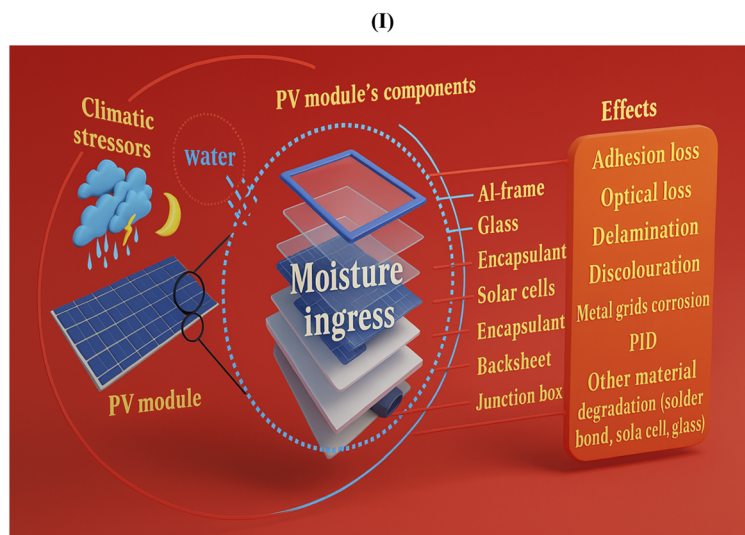 (I)
Climatic
stressors
water
PV module
PV module's components
Moisture
ingress
Al-frame
Glass
Encapsulant
Solar cells
Encapsulant
Backsheet
Junction box
Effects
Adhesion loss
Optical loss
Delamination
Discolouration
Metal grids corrosion
PID
Other material
degradation (solder
bond, sola cell, glass)